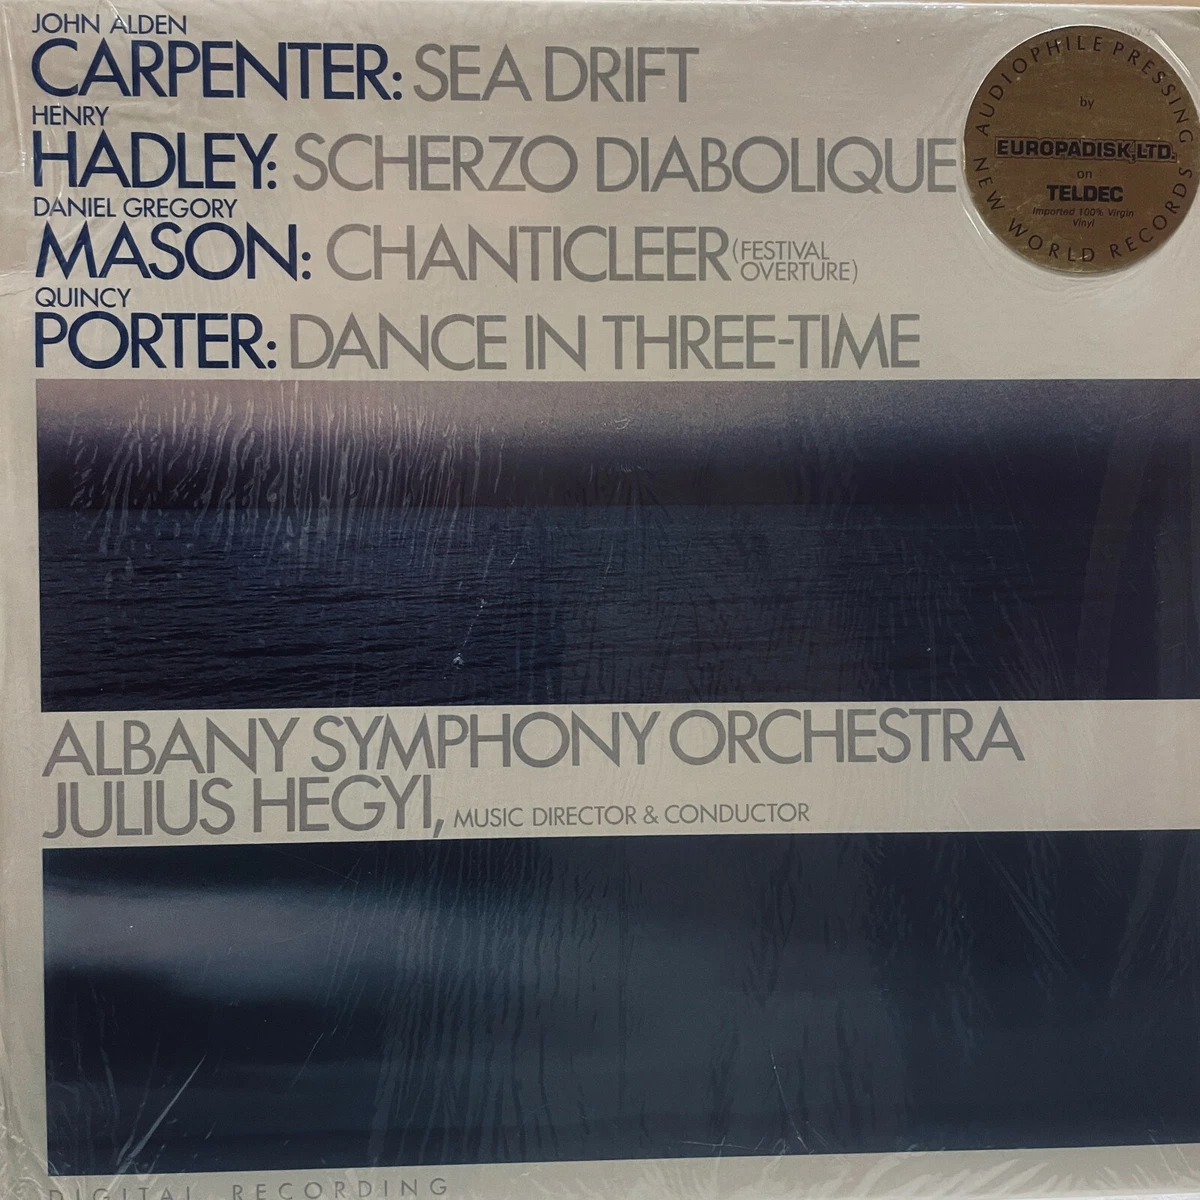 JOHN ALDEN
CARPENTER: SEA DRIFT
HENRY
HADLEY: SCHERZO DIABOLIQUE
DANIEL GREGORY
MASON: CHANTICLEER (FESTIVAL
OVERTURE)
QUINCY
PORTER: DANCE IN THREE-TIME
AUDIOPHILE PRESSING
by
EUROPADISK, LTD.
on
TELDEC
Imported 100% Virgin
Vinyl
NEW WORLD RECORDS
ALBANY SYMPHONY ORCHESTRA
JULIUS HEGYI, MUSIC DIRECTOR & CONDUCTOR
DIGITAL RECORDING